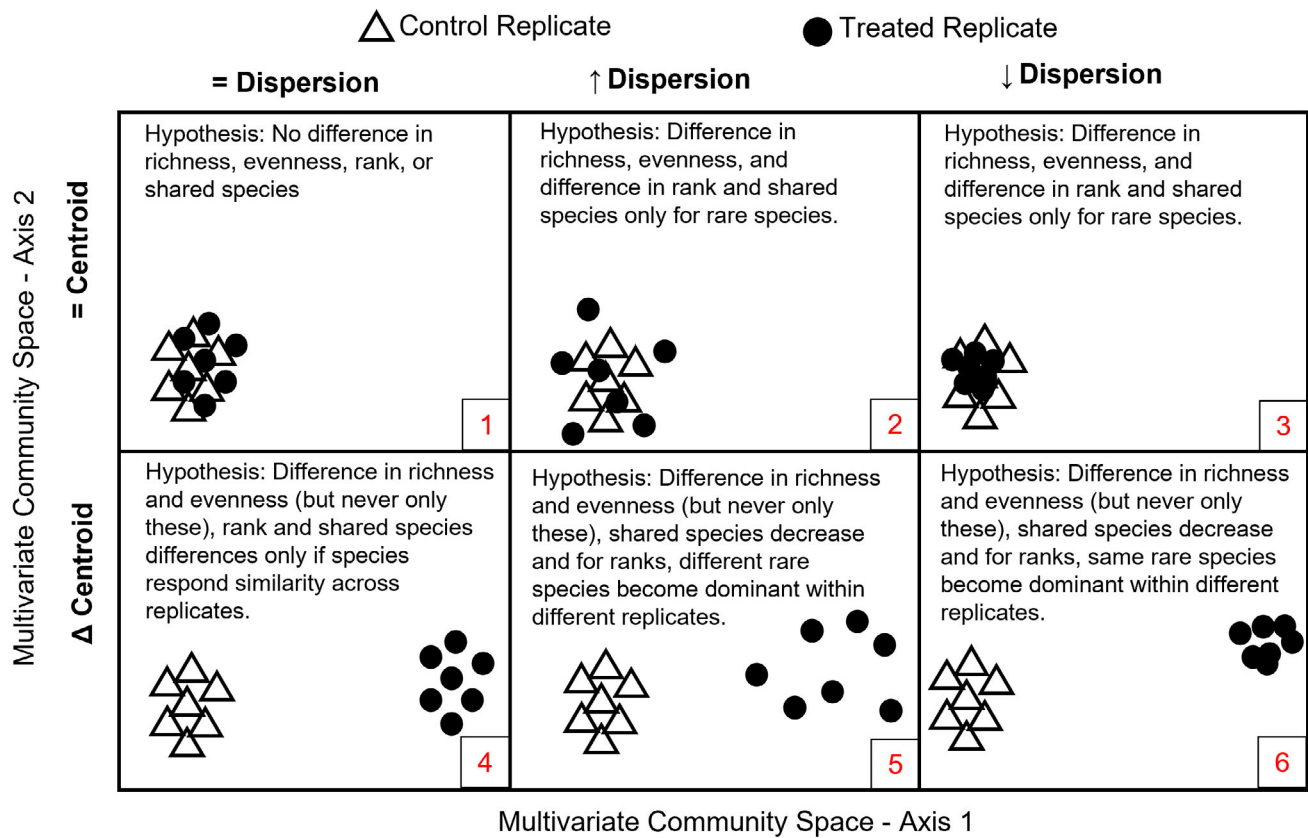 Control Replicate
Treated Replicate
= Dispersion
↑ Dispersion
↓ Dispersion
Multivariate Community Space - Axis 2
= Centroid
Δ Centroid
Hypothesis: No difference in
richness, evenness, rank, or
shared species
1
Hypothesis: Difference in
richness, evenness, and
difference in rank and shared
species only for rare species.
2
Hypothesis: Difference in
richness, evenness, and
difference in rank and shared
species only for rare species.
3
Hypothesis: Difference in richness
and evenness (but never only
these), rank and shared species
differences only if species
respond similarity across
replicates.
4
Hypothesis: Difference in richness
and evenness (but never only
these), shared species decrease
and for ranks, different rare
species become dominant within
different replicates.
5
Hypothesis: Difference in richness
and evenness (but never only
these), shared species decrease
and for ranks, same rare species
become dominant within different
replicates.
6
Multivariate Community Space - Axis 1